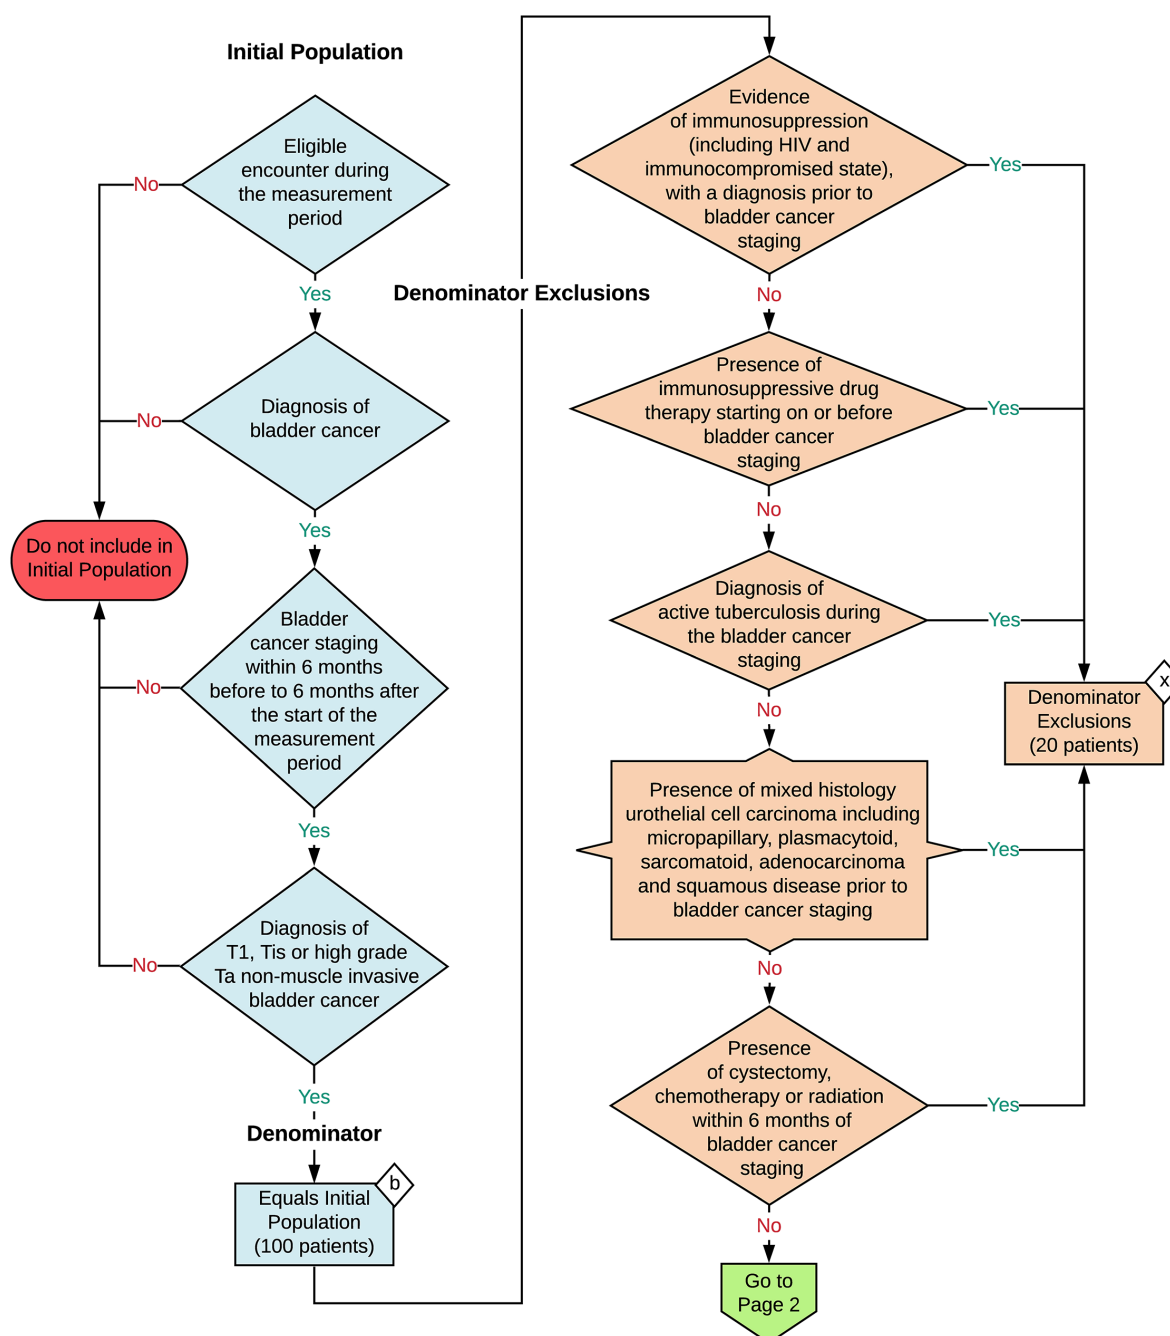 Initial Population
Eligible
encounter during
the measurement
period
No
Yes
Diagnosis of
bladder cancer
No
Yes
Do not include in
Initial Population
Bladder
cancer staging
within 6 months
before to 6 months after
the start of the
measurement
period
No
Yes
Diagnosis of
T1, Tis or high grade
Ta non-muscle invasive
bladder cancer
No
Yes
Denominator
b
Equals Initial
Population
(100 patients)
Denominator Exclusions
Evidence
of immunosuppression
(including HIV and
immunocompromised state),
with a diagnosis prior to
bladder cancer
staging
Yes
No
Presence of
immunosuppressive drug
therapy starting on or before
bladder cancer
staging
Yes
No
Diagnosis of
active tuberculosis during
the bladder cancer
staging
Yes
No
x
Denominator
Exclusions
(20 patients)
Presence of mixed histology
urothelial cell carcinoma including
micropapillary, plasmacytoid,
sarcomatoid, adenocarcinoma
and squamous disease prior to
bladder cancer staging
Yes
No
Presence
of cystectomy,
chemotherapy or radiation
within 6 months of
bladder cancer
staging
Yes
No
Go to
Page 2